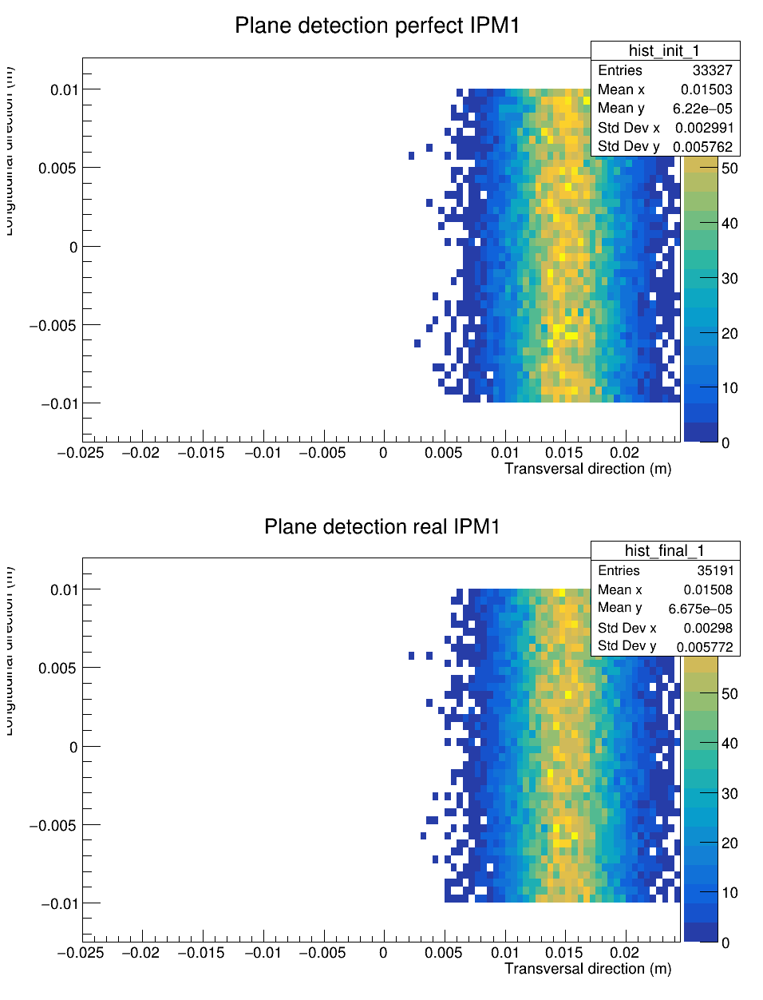 Plane detection perfect IPM1
hist_init_1
Entries 33327
Mean x 0.01503
Mean y 6.22e−05
Std Dev x 0.002991
Std Dev y 0.005762
Longitudinal direction (m)
0.01
0.005
0
−0.005
−0.01
50
40
30
20
10
0
−0.025 −0.02 −0.015 −0.01 −0.005 0 0.005 0.01 0.015 0.02
Transversal direction (m)
Plane detection real IPM1
hist_final_1
Entries 35191
Mean x 0.01508
Mean y 6.675e−05
Std Dev x 0.00298
Std Dev y 0.005772
Longitudinal direction (m)
0.01
0.005
0
−0.005
−0.01
50
40
30
20
10
0
−0.025 −0.02 −0.015 −0.01 −0.005 0 0.005 0.01 0.015 0.02
Transversal direction (m)